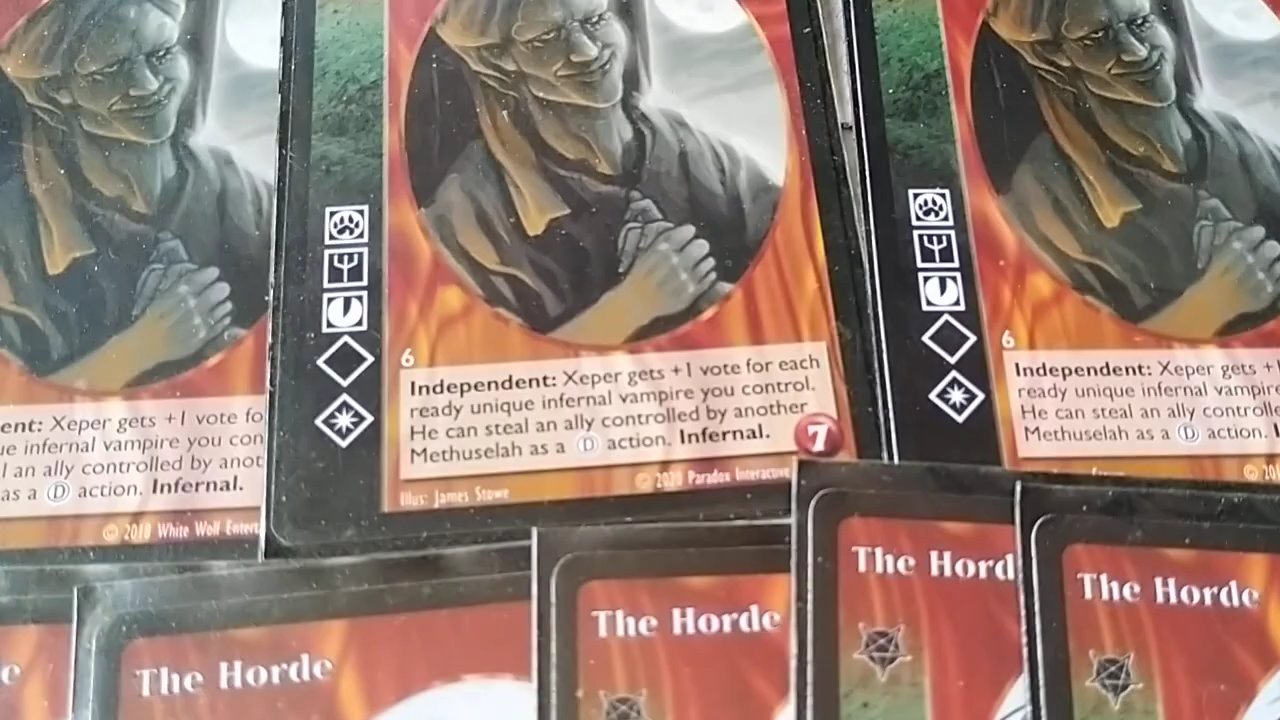 ent: Xeper gets +1 vote fo
ue infernal vampire you con
l an ally controlled by anot
as a D action. Infernal.
© 2018 White Wolf Entert
6
Independent: Xeper gets +1 vote for each
ready unique infernal vampire you control.
He can steal an ally controlled by another
Methuselah as a D action. Infernal.
7
Illus: James Stowe
© 2020 Paradox Interactive
6
Independent: Xeper gets +1
ready unique infernal vampire
He can steal an ally controlle
Methuselah as a D action. I
© 20
e
The Horde
The Horde
The Hord
The Horde